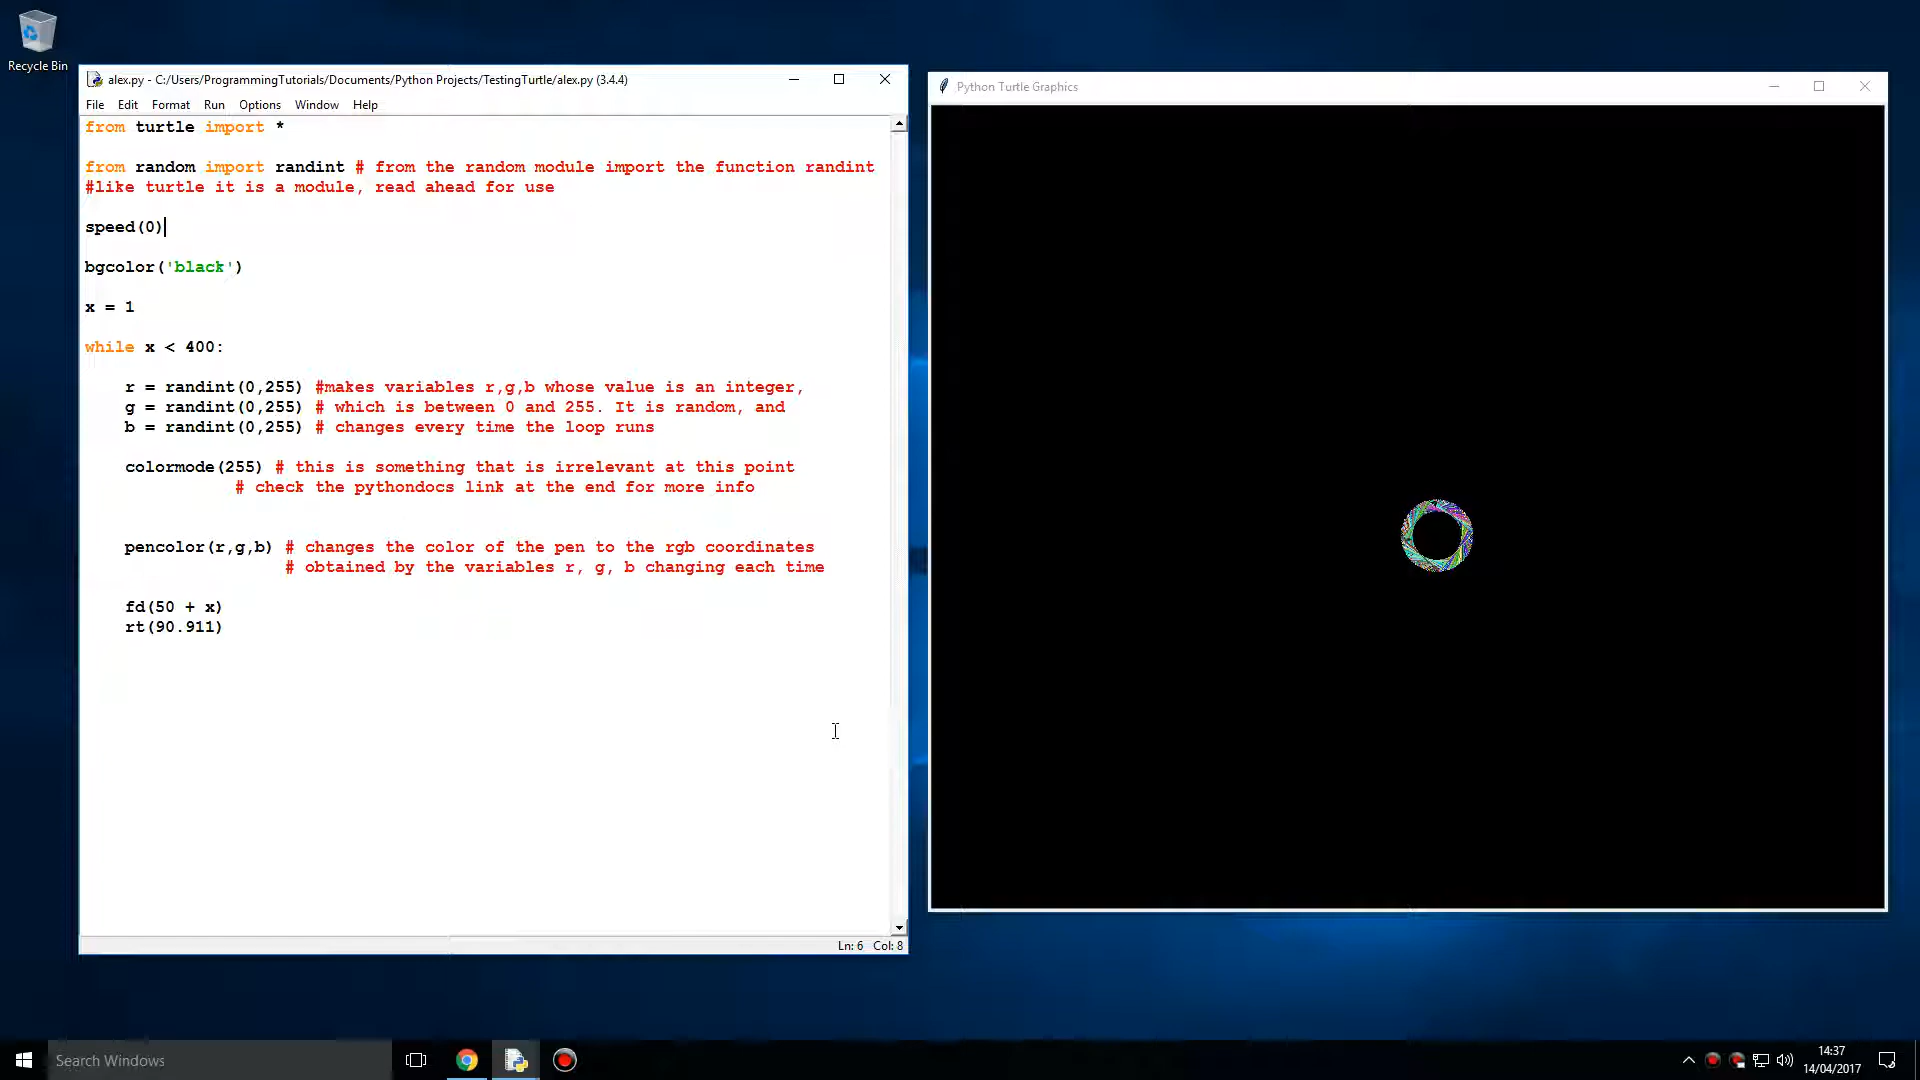 Recycle Bin
alex.py - C:/Users/ProgrammingTutorials/Documents/Python Projects/TestingTurtle/alex.py (3.4.4)
File Edit Format Run Options Window Help
from turtle import *
from random import randint # from the random module import the function randint
#like turtle it is a module, read ahead for use
speed(0)
bgcolor('black')
x = 1
while x < 400:
r = randint(0,255) #makes variables r,g,b whose value is an integer,
g = randint(0,255) # which is between 0 and 255. It is random, and
b = randint(0,255) # changes every time the loop runs
colormode(255) # this is something that is irrelevant at this point
# check the pythondocs link at the end for more info
pencolor(r,g,b) # changes the color of the pen to the rgb coordinates
# obtained by the variables r, g, b changing each time
fd(50 + x)
rt(90.911)
Ln: 6 Col: 8
Python Turtle Graphics
Search Windows
14:37
14/04/2017